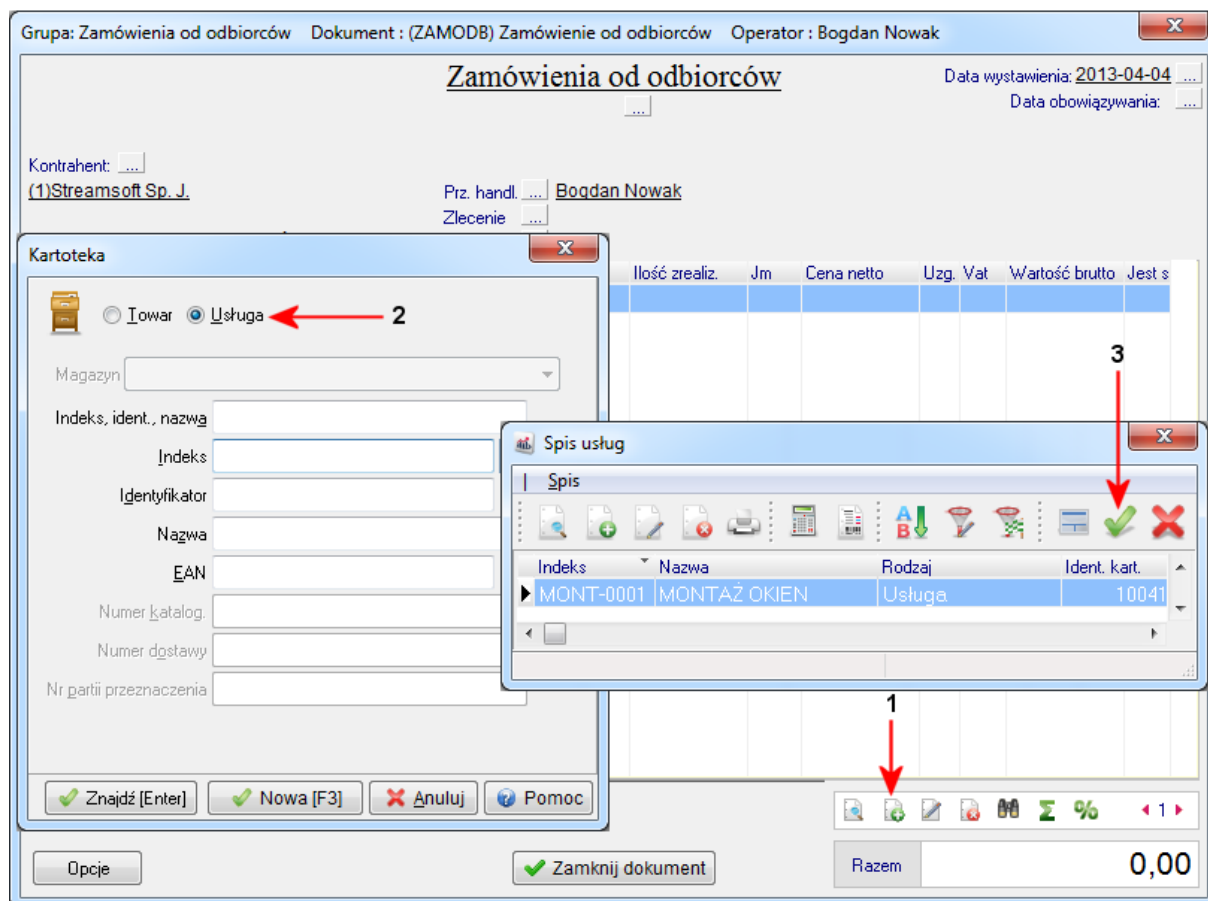 Grupa: Zamówienia od odbiorców Dokument : (ZAMODB) Zamówienie od odbiorców Operator : Bogdan Nowak
Zamówienia od odbiorców
...
Data wystawienia: 2013-04-04 ...
Data obowiązywania: ...
Kontrahent: ...
(1)Streamsoft Sp. J.
Prz. handl. ... Bogdan Nowak
Zlecenie ...
Ilość zrealiz. Jm Cena netto Uzg. Vat Wartość brutto Jest s
Kartoteka
Towar Usługa 2
Magazyn
Indeks, ident., nazwa
Indeks
Identyfikator
Nazwa
EAN
Numer katalog.
Numer dostawy
Nr partii przeznaczenia
Znajdź [Enter] Nowa [F3] Anuluj Pomoc
3
Spis usług
Spis
Indeks Nazwa Rodzaj Ident. kart.
MONT-0001 MONTAŻ OKIEN Usługa 10041
1
1
Opcje
Zamknij dokument
Razem 0,00